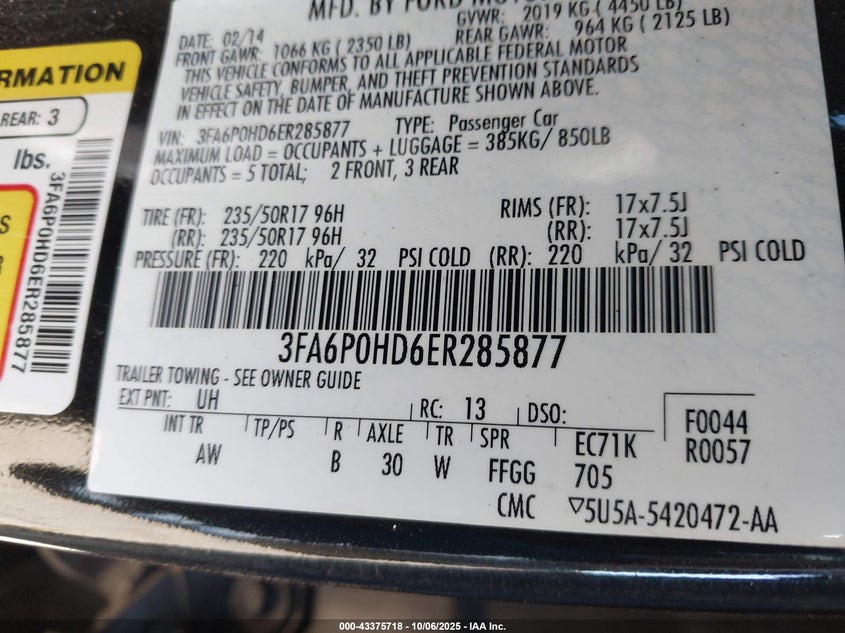 MFD. BY FORD MOTOR
GVWR: 2019 KG ( 4450 LB)
DATE: 02/14
FRONT GAWR: 1066 KG ( 2350 LB) REAR GAWR: 964 KG ( 2125 LB)
THIS VEHICLE CONFORMS TO ALL APPLICABLE FEDERAL MOTOR
VEHICLE SAFETY, BUMPER, AND THEFT PREVENTION STANDARDS
IN EFFECT ON THE DATE OF MANUFACTURE SHOWN ABOVE.
VIN: 3FA6P0HD6ER285877 TYPE: Passenger Car
MAXIMUM LOAD = OCCUPANTS + LUGGAGE = 385KG/ 850LB
OCCUPANTS = 5 TOTAL; 2 FRONT, 3 REAR
TIRE (FR): 235/50R17 96H RIMS (FR): 17x7.5J
(RR): 235/50R17 96H (RR): 17x7.5J
PRESSURE (FR): 220 kPa/ 32 PSI COLD (RR): 220 kPa/ 32 PSI COLD
3FA6P0HD6ER285877
TRAILER TOWING - SEE OWNER GUIDE
EXT PNT: UH RC: 13 DSO: F0044
INT TR TP/PS R AXLE TR SPR EC71K R0057
AW B 30 W FFGG 705
CMC ▽5U5A-5420472-AA
RMATION
REAR: 3
lbs.
3FA6P0HD6ER285877
000-43375718 - 10/06/2025 - IAA Inc.